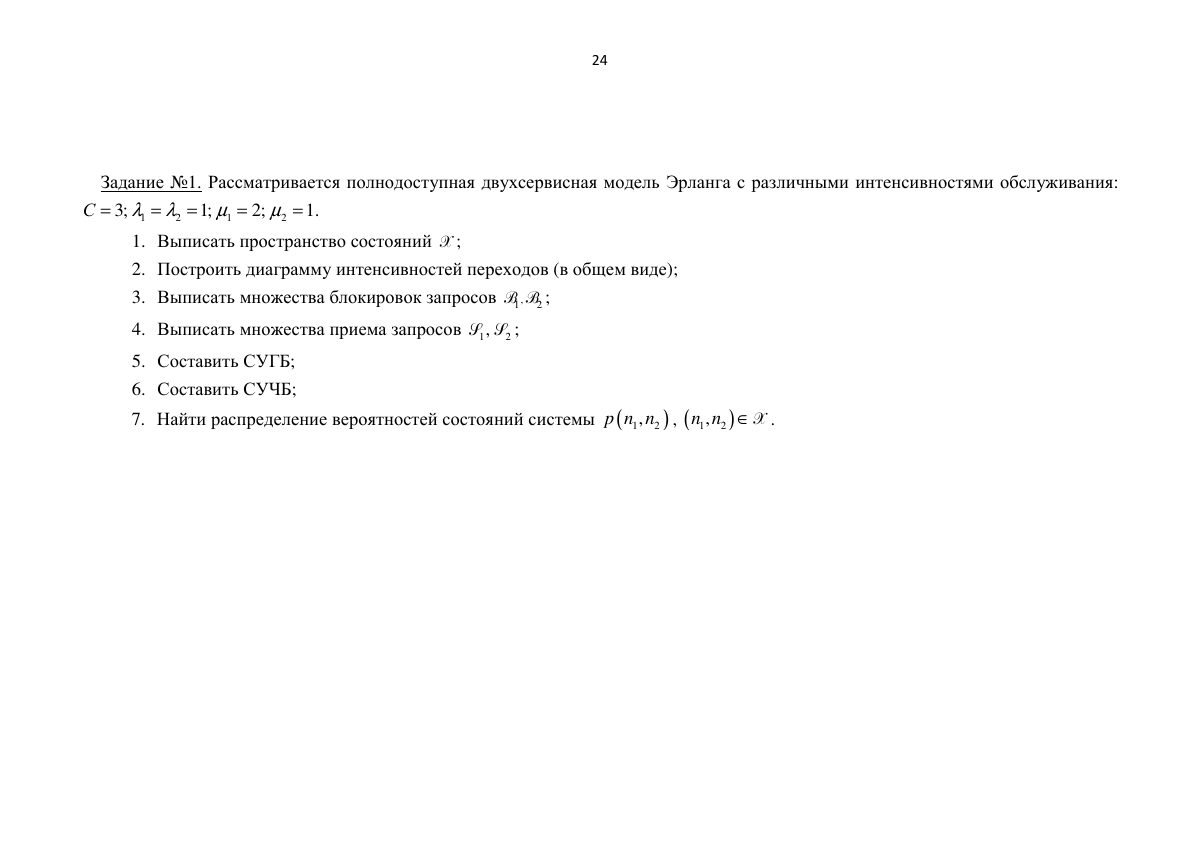 24
Задание №1. Рассматривается полнодоступная двухсервисная модель Эрланга с различными интенсивностями обслуживания:
C = 3; λ₁ = λ₂ = 1; μ₁ = 2; μ₂ = 1.
1. Выписать пространство состояний 𝒳 ;
2. Построить диаграмму интенсивностей переходов (в общем виде);
3. Выписать множества блокировок запросов ℬ₁, ℬ₂ ;
4. Выписать множества приема запросов 𝒮₁, 𝒮₂ ;
5. Составить СУГБ;
6. Составить СУЧБ;
7. Найти распределение вероятностей состояний системы p(n₁,n₂), (n₁,n₂)∈ 𝒳 .